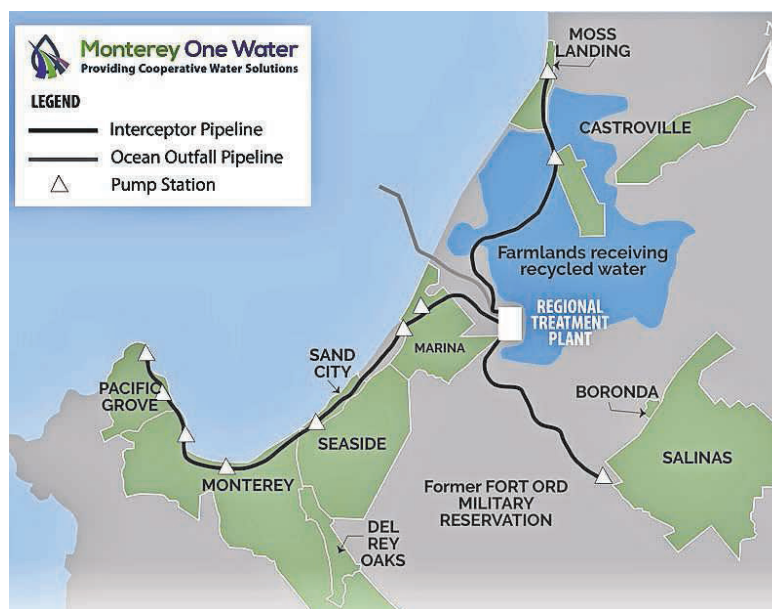 Monterey One Water
Providing Cooperative Water Solutions
LEGEND
Interceptor Pipeline
Ocean Outfall Pipeline
Pump Station
MOSS
LANDING
CASTROVILLE
Farmlands receiving
recycled water
REGIONAL
TREATMENT
PLANT
MARINA
SAND
CITY
PACIFIC
GROVE
BORONDA
SEASIDE
SALINAS
MONTEREY
Former FORT ORD
MILITARY
RESERVATION
DEL
REY
OAKS